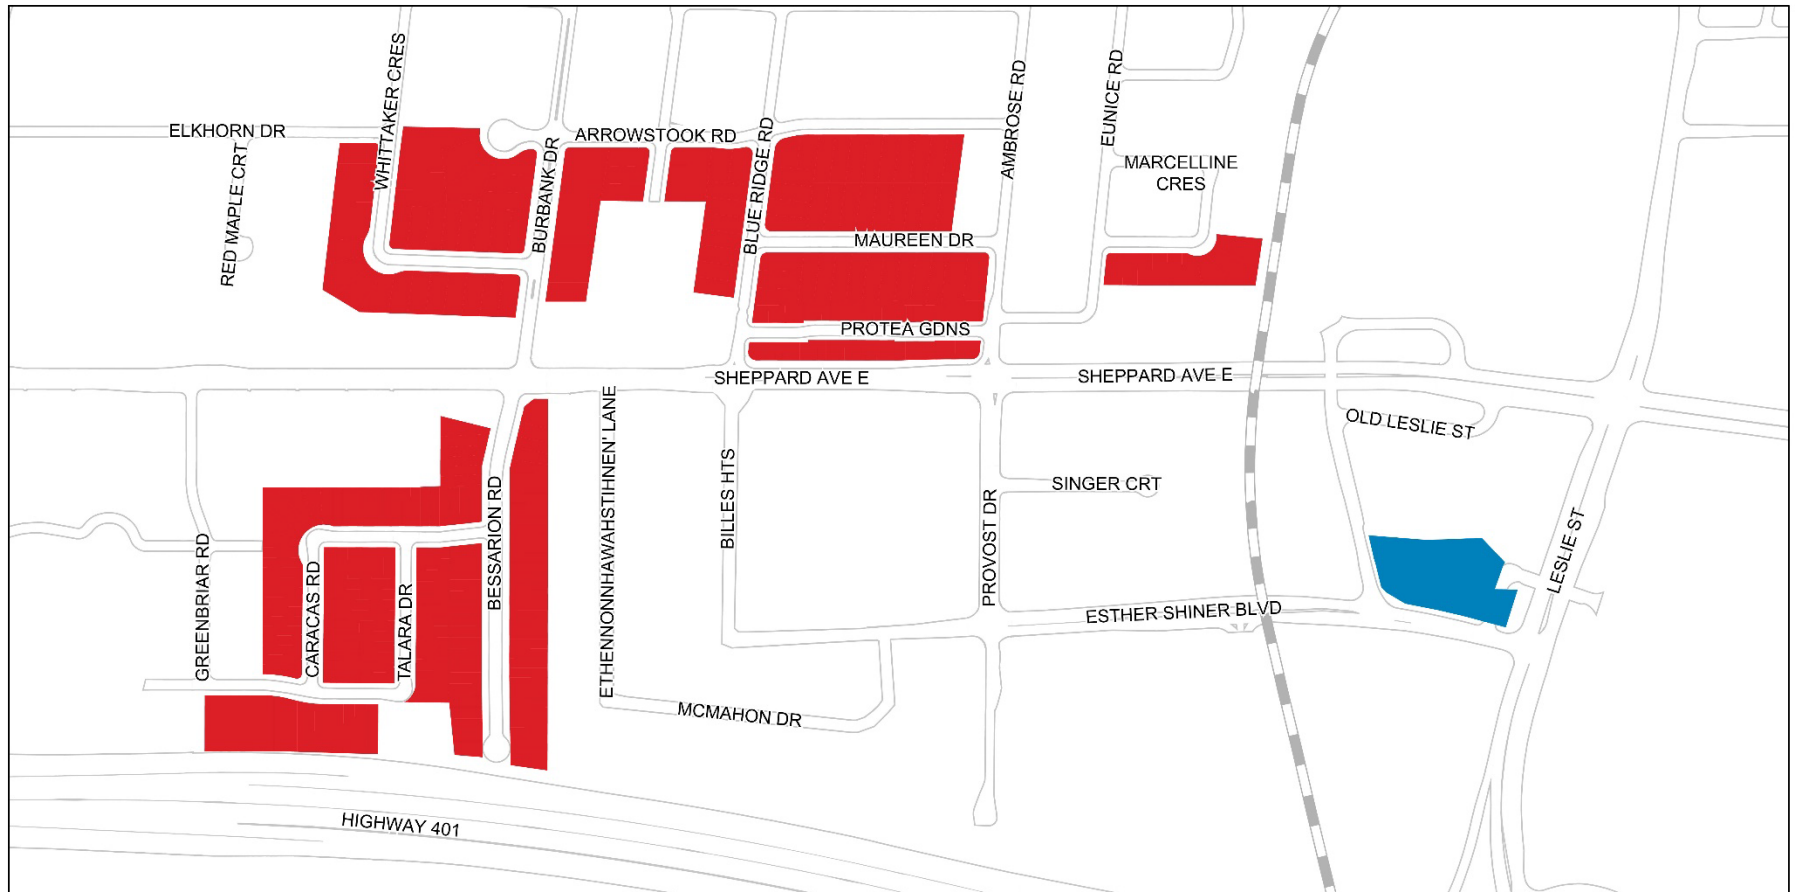 WHITTAKER CRES
ELKHORN DR
RED MAPLE CRT
BURBANK DR
ARROWSTOOK RD
BLUE RIDGE RD
AMBROSE RD
EUNICE RD
MARCELLINE
CRES
MAUREEN DR
PROTEA GDNS
SHEPPARD AVE E
SHEPPARD AVE E
OLD LESLIE ST
ETHENNONNHAWAHSTIHNEN' LANE
BILLES HTS
SINGER CRT
PROVOST DR
BESSARION RD
GREENBRIAR RD
CARACAS RD
TALARA DR
LESLIE ST
ESTHER SHINER BLVD
MCMAHON DR
HIGHWAY 401